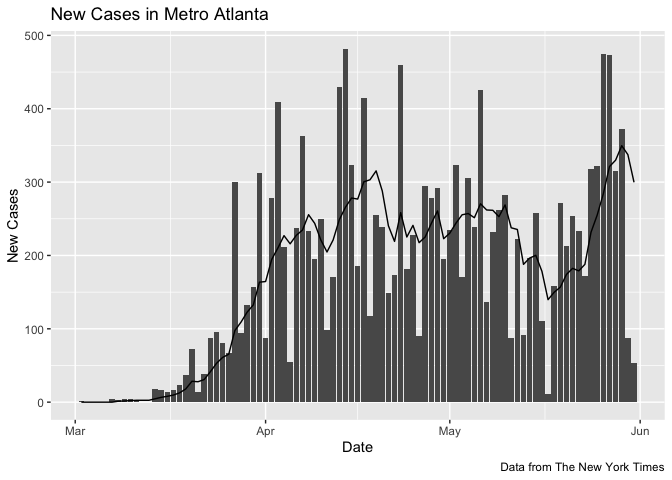 New Cases in Metro Atlanta
500
400
300
200
100
0
New Cases
Mar
Apr
May
Jun
Date
Data from The New York Times